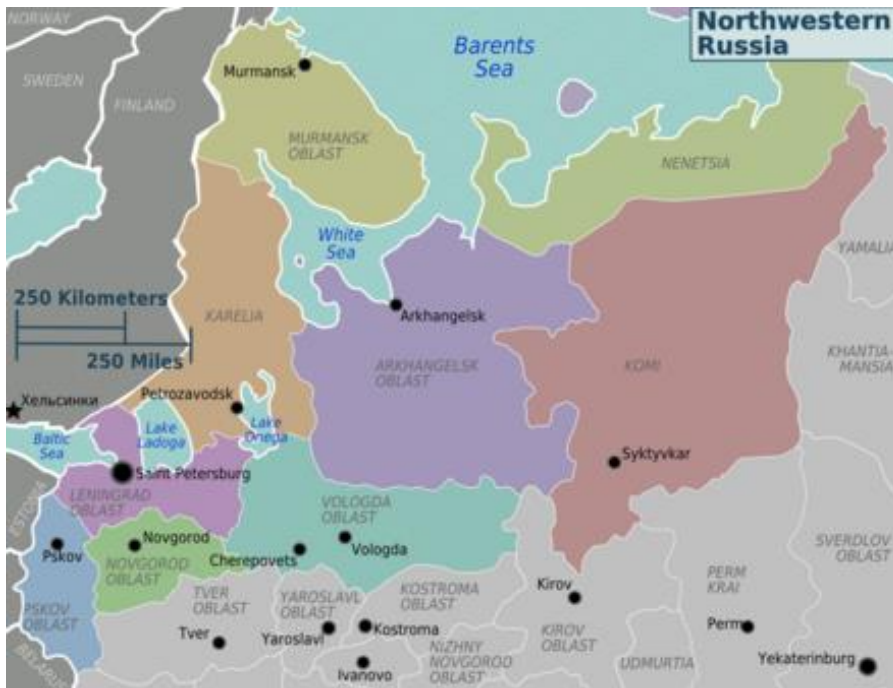 NORWAY
Northwestern
Russia
Barents
Sea
Murmansk
SWEDEN
FINLAND
MURMANSK
OBLAST
NENETSIA
White
Sea
YAMALIA
250 Kilometers
Arkhangelsk
KARELIA
250 Miles
ARKHANGELSK
OBLAST
KOMI
KHANTIA-
MANSIA
Хельсинки
Petrozavodsk
Lake
Ladoga
Lake
Onega
Baltic
Sea
Saint Petersburg
Syktyvkar
LENINGRAD
OBLAST
ESTONIA
VOLOGDA
OBLAST
Novgorod
Pskov
NOVGOROD
OBLAST
Cherepovets
Vologda
SVERDLOV
OBLAST
PSKOV
OBLAST
TVER
OBLAST
YAROSLAVL
OBLAST
KOSTROMA
OBLAST
Kirov
PERM
KRAI
Tver
Yaroslavl
Kostroma
KIROV
OBLAST
Perm
BELARUS
Ivanovo
NIZHNY
NOVGOROD
OBLAST
UDMURTIA
Yekaterinburg